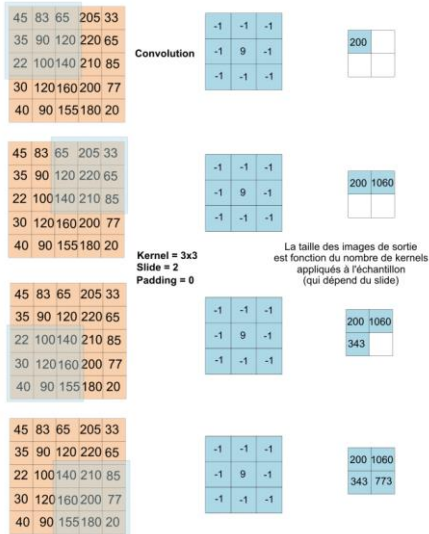 45 83 65 205 33
35 90 120 220 65
22 100 140 210 85
30 120 160 200 77
40 90 155 180 20
Convolution
-1 -1 -1
-1 9 -1
-1 -1 -1
200
45 83 65 205 33
35 90 120 220 65
22 100 140 210 85
30 120 160 200 77
40 90 155 180 20
-1 -1 -1
-1 9 -1
-1 -1 -1
200 1060
Kernel = 3x3
Slide = 2
Padding = 0
La taille des images de sortie
est fonction du nombre de kernels
appliqués à l'échantillon
(qui dépend du slide)
45 83 65 205 33
35 90 120 220 65
22 100 140 210 85
30 120 160 200 77
40 90 155 180 20
-1 -1 -1
-1 9 -1
-1 -1 -1
200 1060
343
45 83 65 205 33
35 90 120 220 65
22 100 140 210 85
30 120 160 200 77
40 90 155 180 20
-1 -1 -1
-1 9 -1
-1 -1 -1
200 1060
343 773